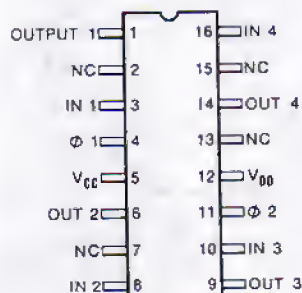 OUTPUT 1 1 16 IN 4
NC 2 15 NC
IN 1 3 14 OUT 4
Φ 1 4 13 NC
VCC 5 12 VDD
OUT 2 6 11 Φ 2
NC 7 10 IN 3
IN 2 8 9 OUT 3